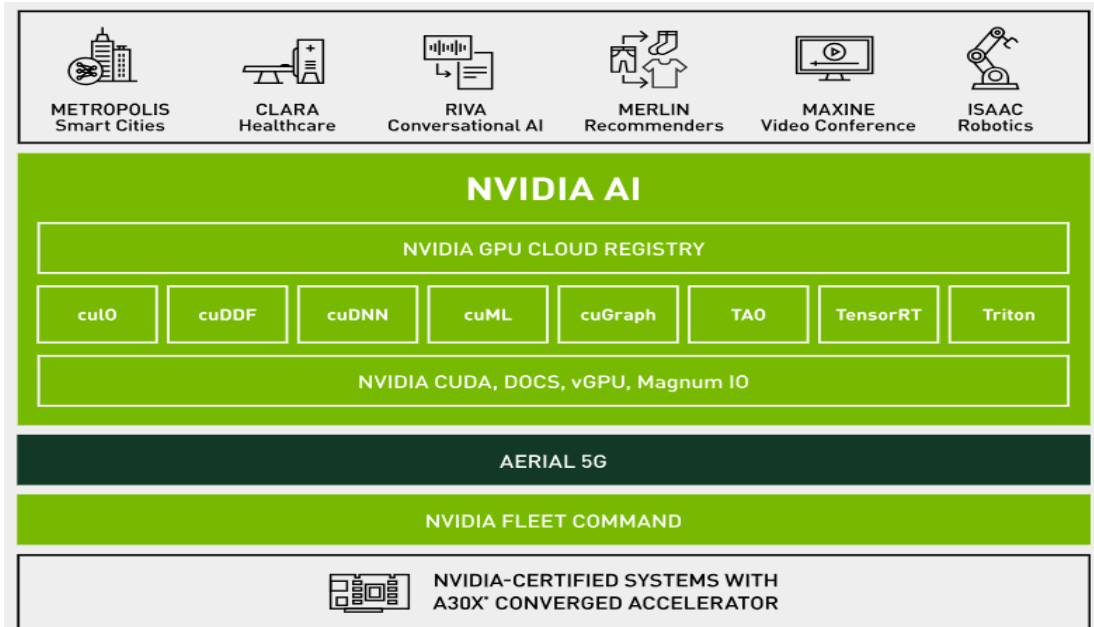 METROPOLIS
Smart Cities
CLARA
Healthcare
RIVA
Conversational AI
MERLIN
Recommenders
MAXINE
Video Conference
ISAAC
Robotics
NVIDIA AI
NVIDIA GPU CLOUD REGISTRY
cuIO
cuDDF
cuDNN
cuML
cuGraph
TAO
TensorRT
Triton
NVIDIA CUDA, DOCS, vGPU, Magnum IO
AERIAL 5G
NVIDIA FLEET COMMAND
NVIDIA-CERTIFIED SYSTEMS WITH
A30X* CONVERGED ACCELERATOR